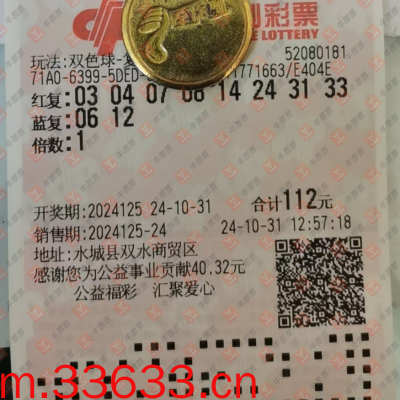 利彩票
LOTTERY
玩法:双色球-复
52080181
71A0-6399-5DED- 1771663/E404E
红复:03 04 07 08 14 24 31 33
蓝复:06 12
倍数:1
开奖期:2024125 24-10-31 合计112元
销售期:2024125-24 24-10-31 12:57:18
地址:水城县双水商贸区
感谢您为公益事业贡献40.32元
公益福彩 汇聚爱心
m.33633.cn